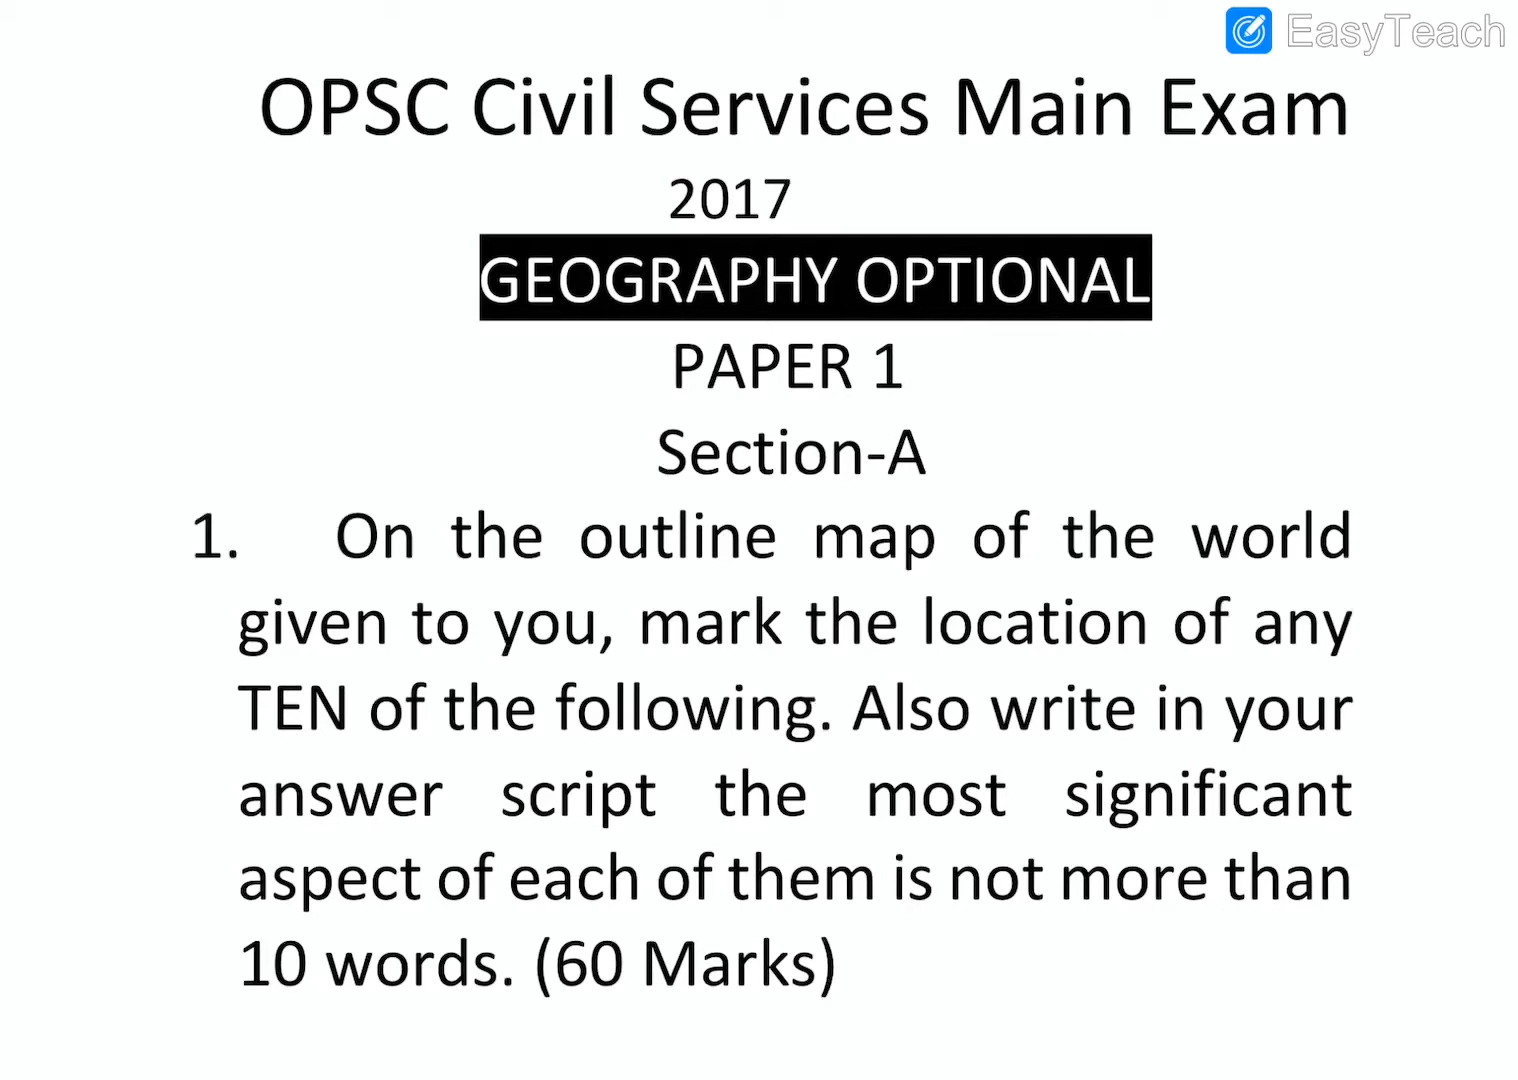 EasyTeach
OPSC Civil Services Main Exam
2017
GEOGRAPHY OPTIONAL
PAPER 1
Section-A
1. On the outline map of the world
given to you, mark the location of any
TEN of the following. Also write in your
answer script the most significant
aspect of each of them is not more than
10 words. (60 Marks)